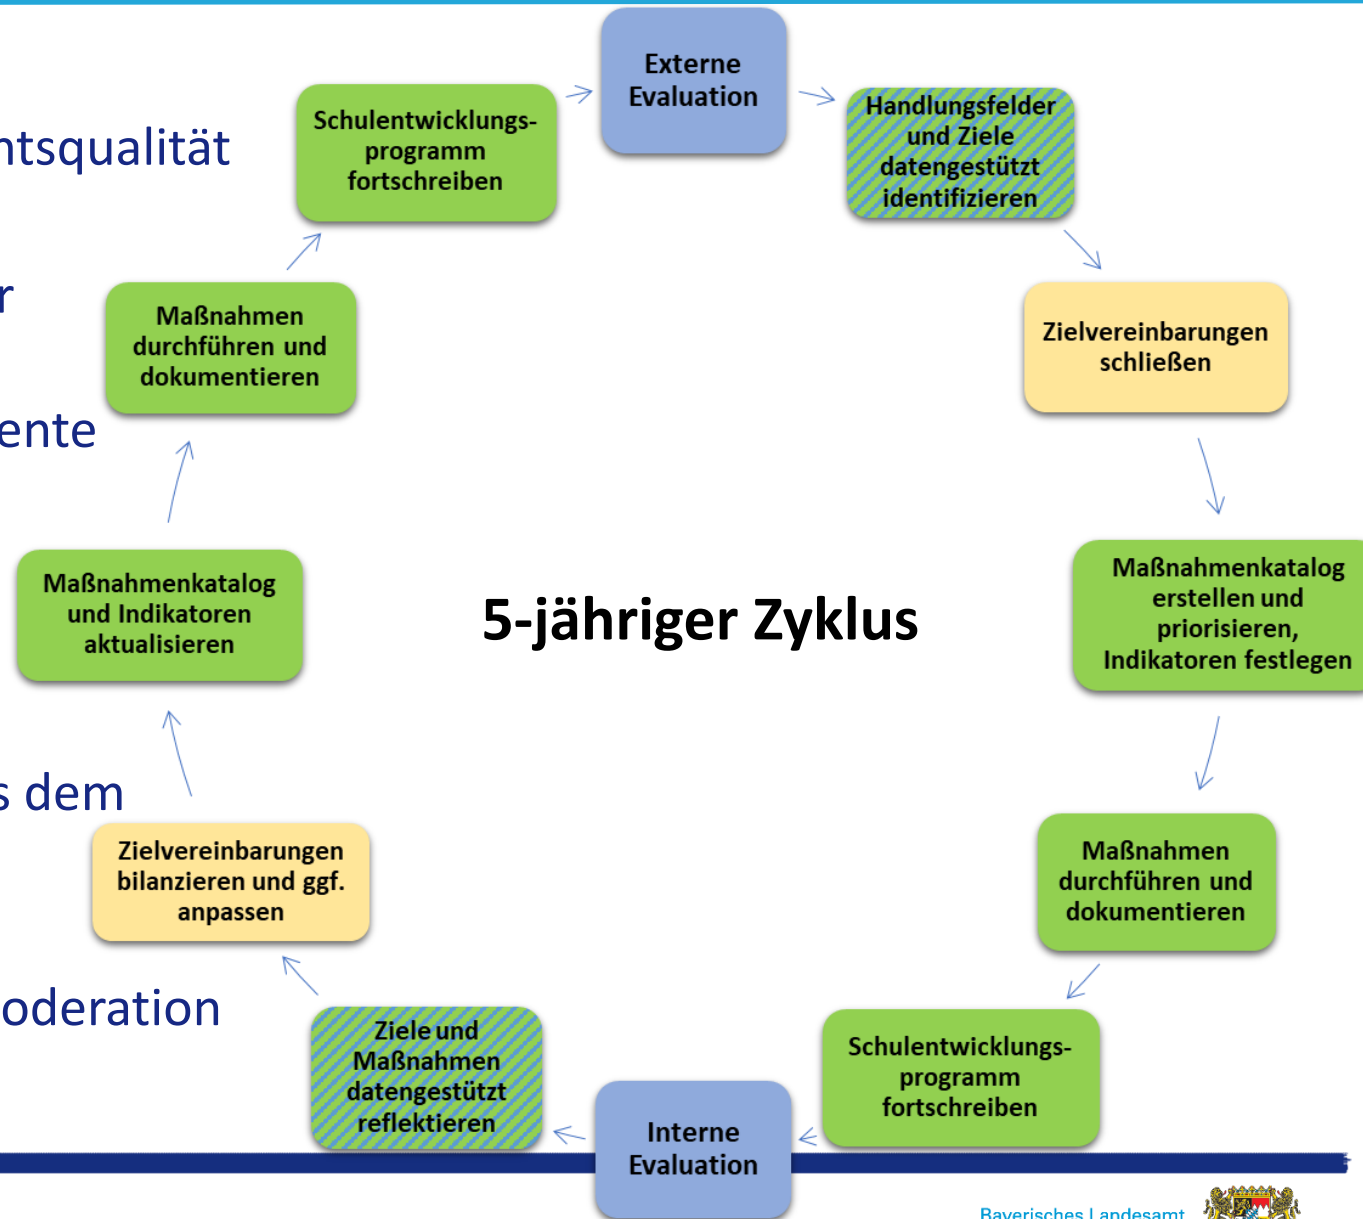 Externe
Evaluation
Handlungsfelder
und Ziele
datengestützt
identifizieren
Zielvereinbarungen
schließen
Maßnahmenkatalog
erstellen und
priorisieren,
Indikatoren festlegen
Maßnahmen
durchführen und
dokumentieren
Schulentwicklungs-
programm
fortschreiben
Interne
Evaluation
Ziele und
Maßnahmen
datengestützt
reflektieren
Zielvereinbarungen
bilanzieren und ggf.
anpassen
Maßnahmenkatalog
und Indikatoren
aktualisieren
Maßnahmen
durchführen und
dokumentieren
Schulentwicklungs-
programm
fortschreiben
5-jähriger Zyklus
ntsqualität
r
ente
s dem
oderation
Bayerisches Landesamt